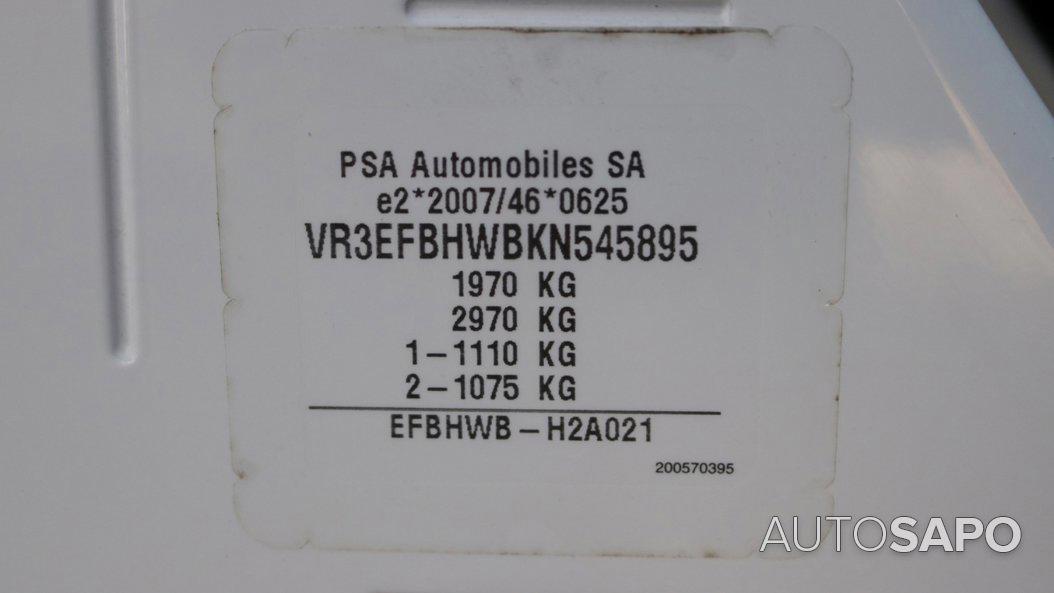 PSA Automobiles SA
e2*2007/46*0625
VR3EFBHWBKN545895
1970 KG
2970 KG
1-1110 KG
2-1075 KG
EFBHWB-H2A021
200570395
AUTOSAPO